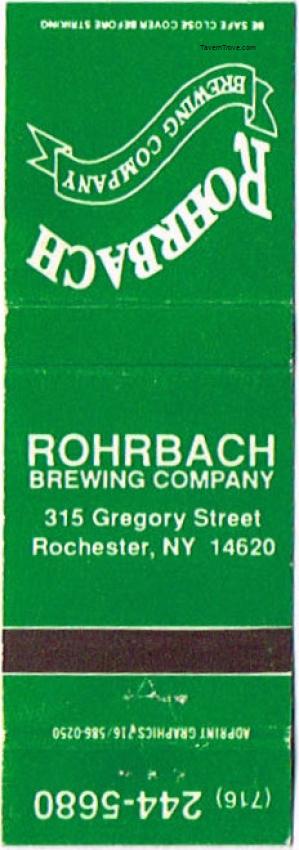 TavernTrove.com
BE SAFE CLOSE COVER BEFORE STRIKING
ROHRBACH
BREWING COMPANY
ROHRBACH
BREWING COMPANY
315 Gregory Street
Rochester, NY 14620
ADPRINT GRAPHICS 716/586-0250
(716) 244-5680